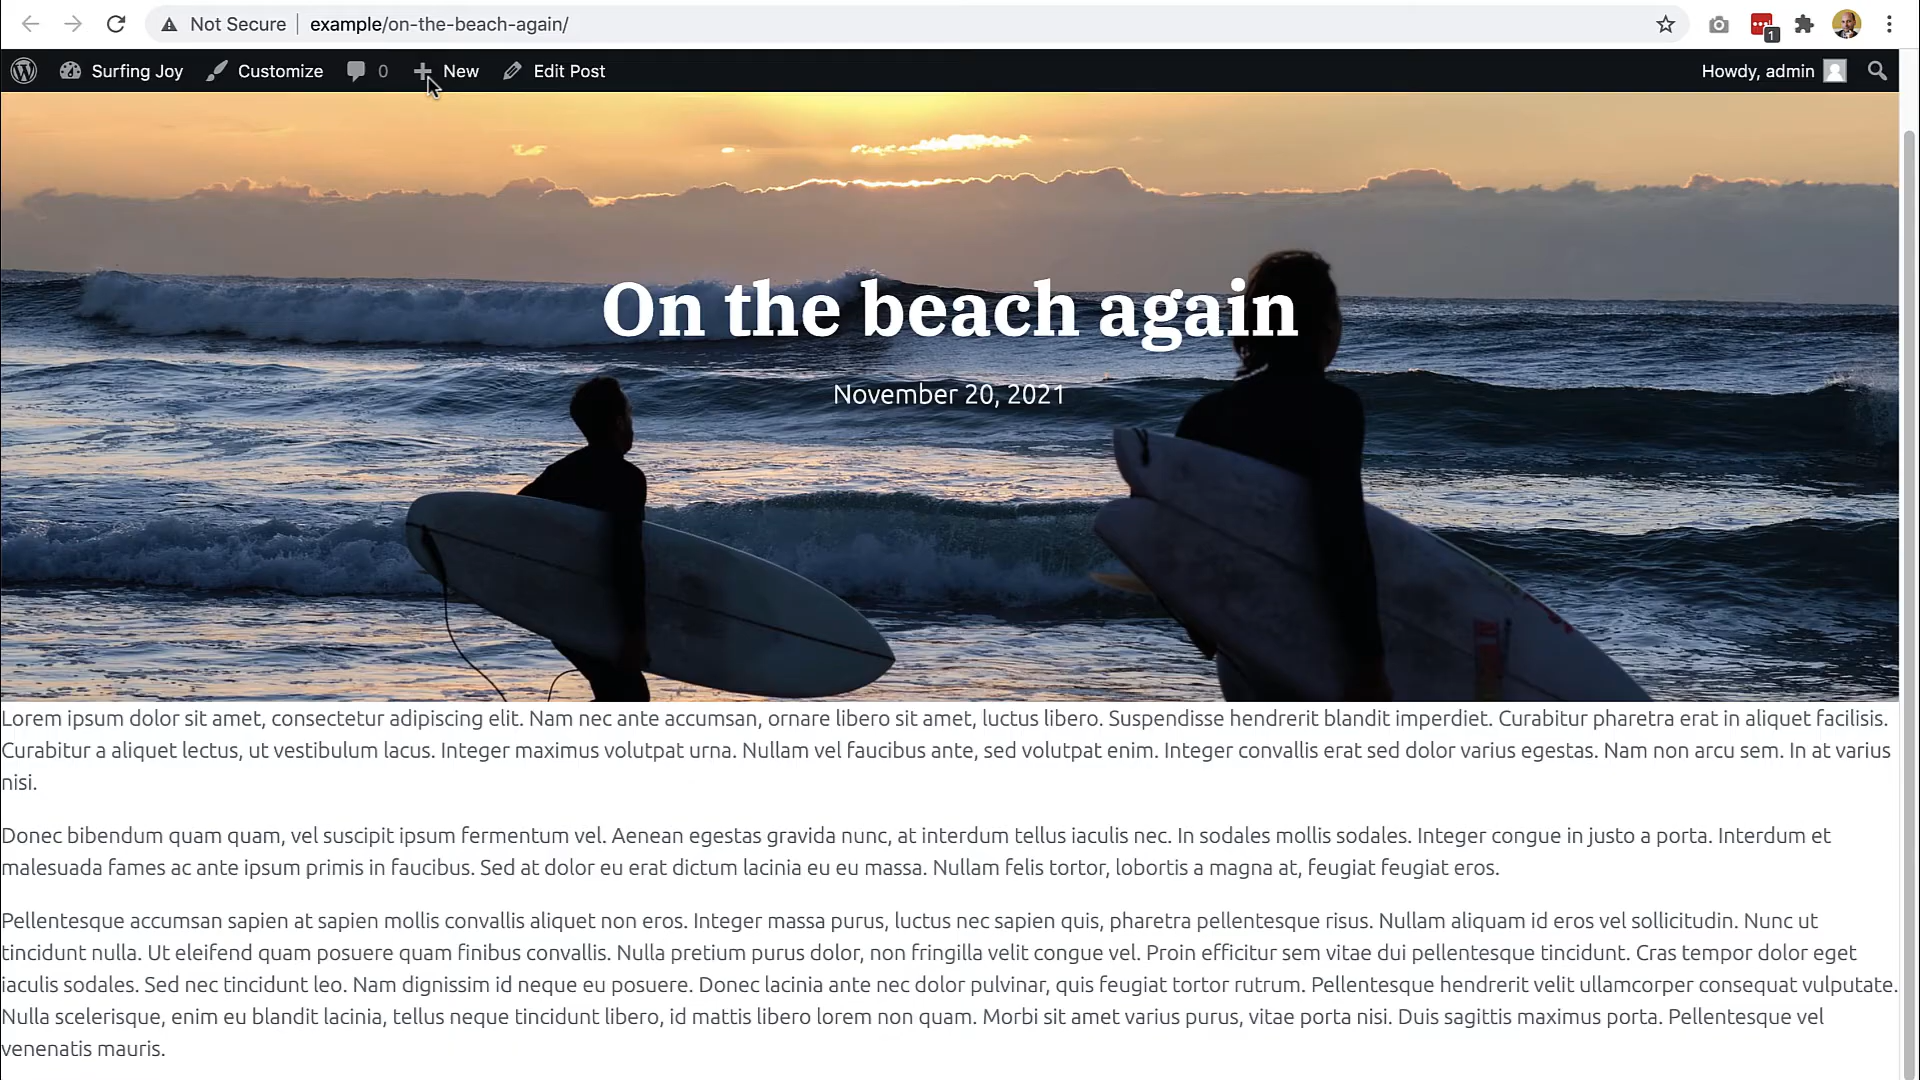 Not Secure example/on-the-beach-again/
1
Surfing Joy Customize 0 New Edit Post Howdy, admin
On the beach again
November 20, 2021
Lorem ipsum dolor sit amet, consectetur adipiscing elit. Nam nec ante accumsan, ornare libero sit amet, luctus libero. Suspendisse hendrerit blandit imperdiet. Curabitur pharetra erat in aliquet facilisis.
Curabitur a aliquet lectus, ut vestibulum lacus. Integer maximus volutpat urna. Nullam vel faucibus ante, sed volutpat enim. Integer convallis erat sed dolor varius egestas. Nam non arcu sem. In at varius
nisi.
Donec bibendum quam quam, vel suscipit ipsum fermentum vel. Aenean egestas gravida nunc, at interdum tellus iaculis nec. In sodales mollis sodales. Integer congue in justo a porta. Interdum et
malesuada fames ac ante ipsum primis in faucibus. Sed at dolor eu erat dictum lacinia eu eu massa. Nullam felis tortor, lobortis a magna at, feugiat feugiat eros.
Pellentesque accumsan sapien at sapien mollis convallis aliquet non eros. Integer massa purus, luctus nec sapien quis, pharetra pellentesque risus. Nullam aliquam id eros vel sollicitudin. Nunc ut
tincidunt nulla. Ut eleifend quam posuere quam finibus convallis. Nulla pretium purus dolor, non fringilla velit congue vel. Proin efficitur sem vitae dui pellentesque tincidunt. Cras tempor dolor eget
iaculis sodales. Sed nec tincidunt leo. Nam dignissim id neque eu posuere. Donec lacinia ante nec dolor pulvinar, quis feugiat tortor rutrum. Pellentesque hendrerit velit ullamcorper consequat vulputate.
Nulla scelerisque, enim eu blandit lacinia, tellus neque tincidunt libero, id mattis libero lorem non quam. Morbi sit amet varius purus, vitae porta nisi. Duis sagittis maximus porta. Pellentesque vel
venenatis mauris.